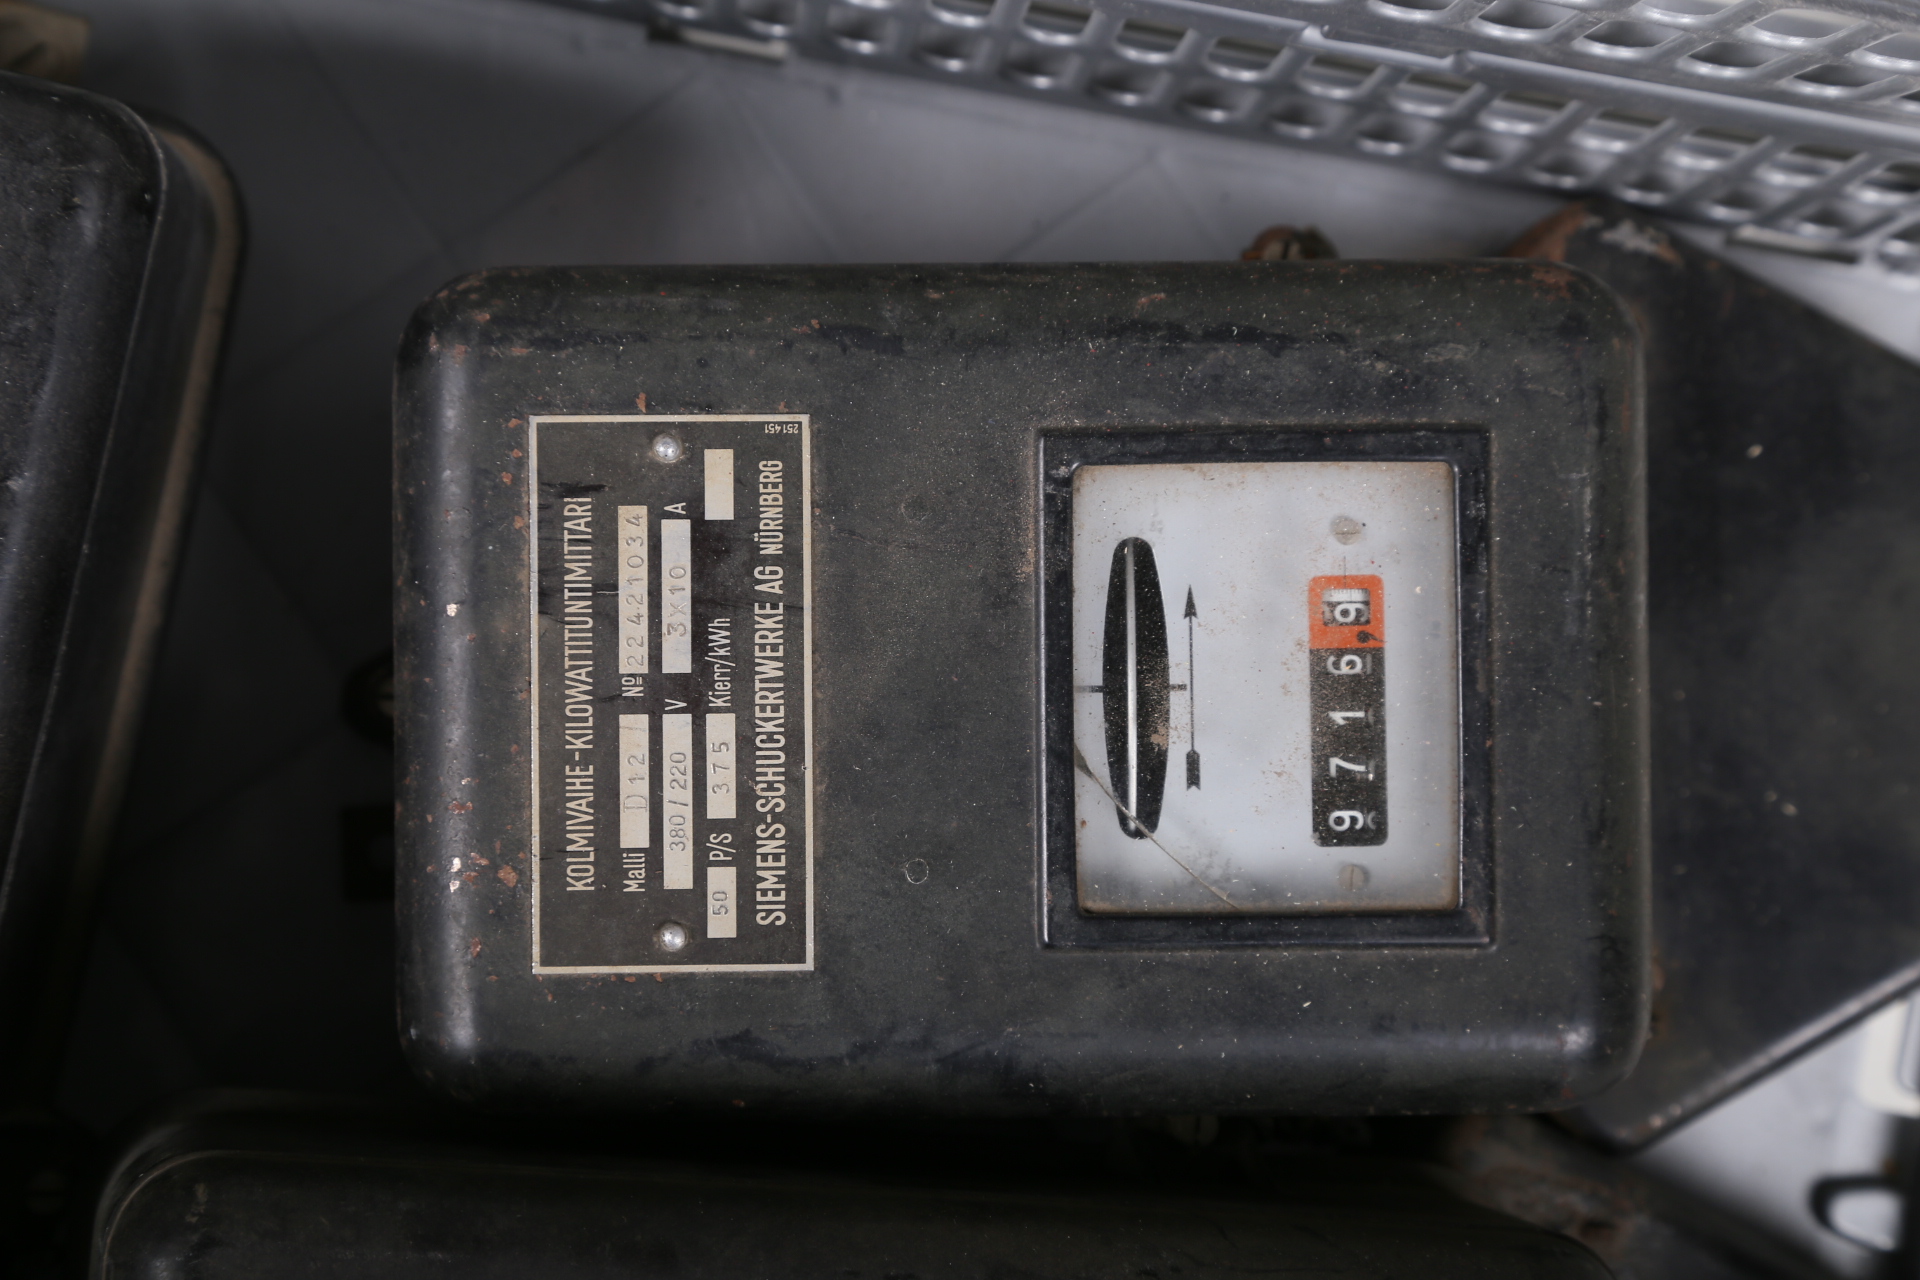 KOLMIVAIHE-KILOWATTITUNTIMITTARI
Malli D12/ Nº 22421034
380/220 V 3x10 A
50 P/S 375 Kierr/kWh
SIEMENS-SCHUCKERTWERKE AG NÜRNBERG
251451
9716,9